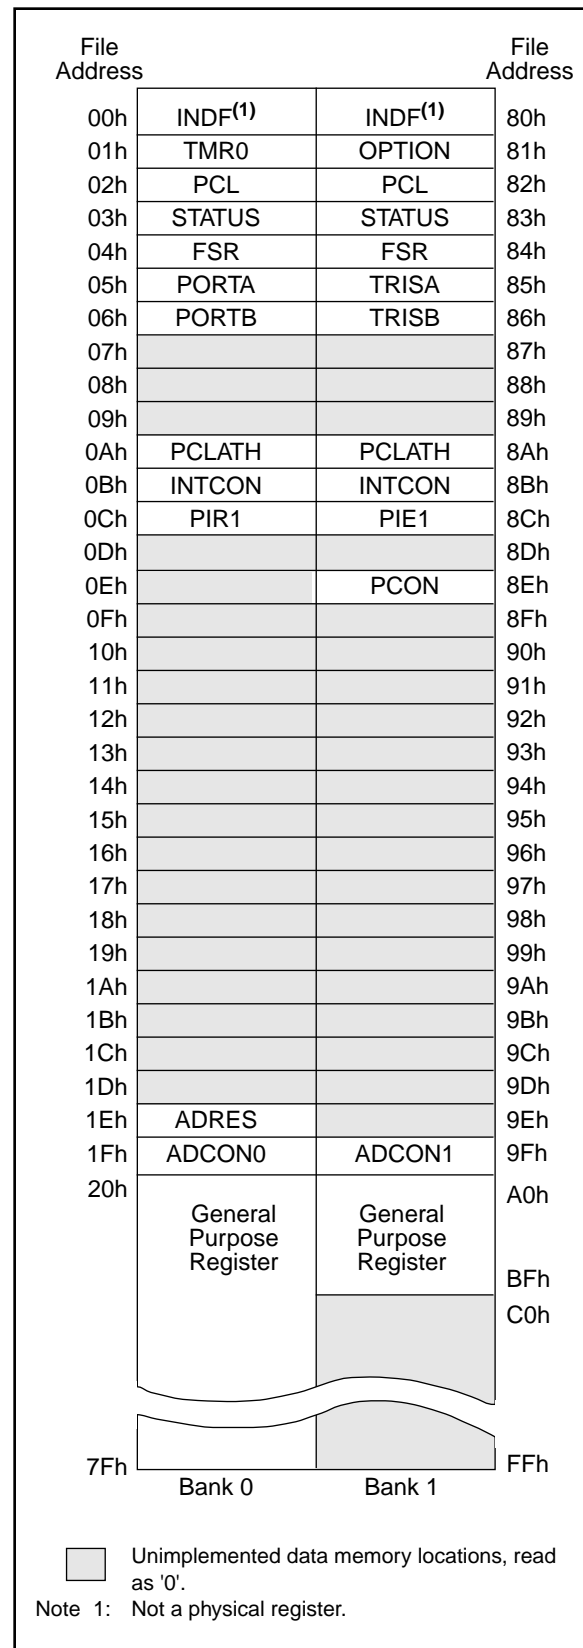 File Address File Address
00h INDF(1) INDF(1) 80h
01h TMR0 OPTION 81h
02h PCL PCL 82h
03h STATUS STATUS 83h
04h FSR FSR 84h
05h PORTA TRISA 85h
06h PORTB TRISB 86h
07h 87h
08h 88h
09h 89h
0Ah PCLATH PCLATH 8Ah
0Bh INTCON INTCON 8Bh
0Ch PIR1 PIE1 8Ch
0Dh 8Dh
0Eh PCON 8Eh
0Fh 8Fh
10h 90h
11h 91h
12h 92h
13h 93h
14h 94h
15h 95h
16h 96h
17h 97h
18h 98h
19h 99h
1Ah 9Ah
1Bh 9Bh
1Ch 9Ch
1Dh 9Dh
1Eh ADRES 9Eh
1Fh ADCON0 ADCON1 9Fh
20h A0h
General General
Purpose Purpose
Register Register
BFh
C0h
7Fh FFh
Bank 0 Bank 1
Unimplemented data memory locations, read
as '0'.
Note 1: Not a physical register.